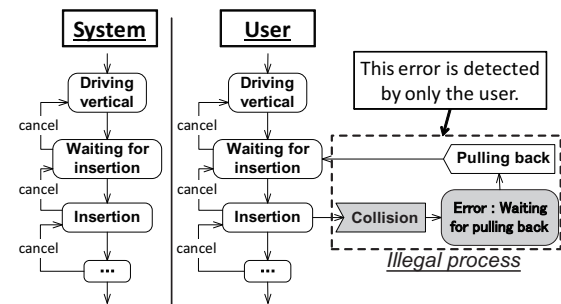 System
Driving
vertical
cancel
Waiting for
insertion
cancel
Insertion
cancel
...
User
Driving
vertical
cancel
Waiting for
insertion
cancel
Insertion
cancel
...
This error is detected
by only the user.
Pulling back
Collision
Error : Waiting
for pulling back
Illegal process